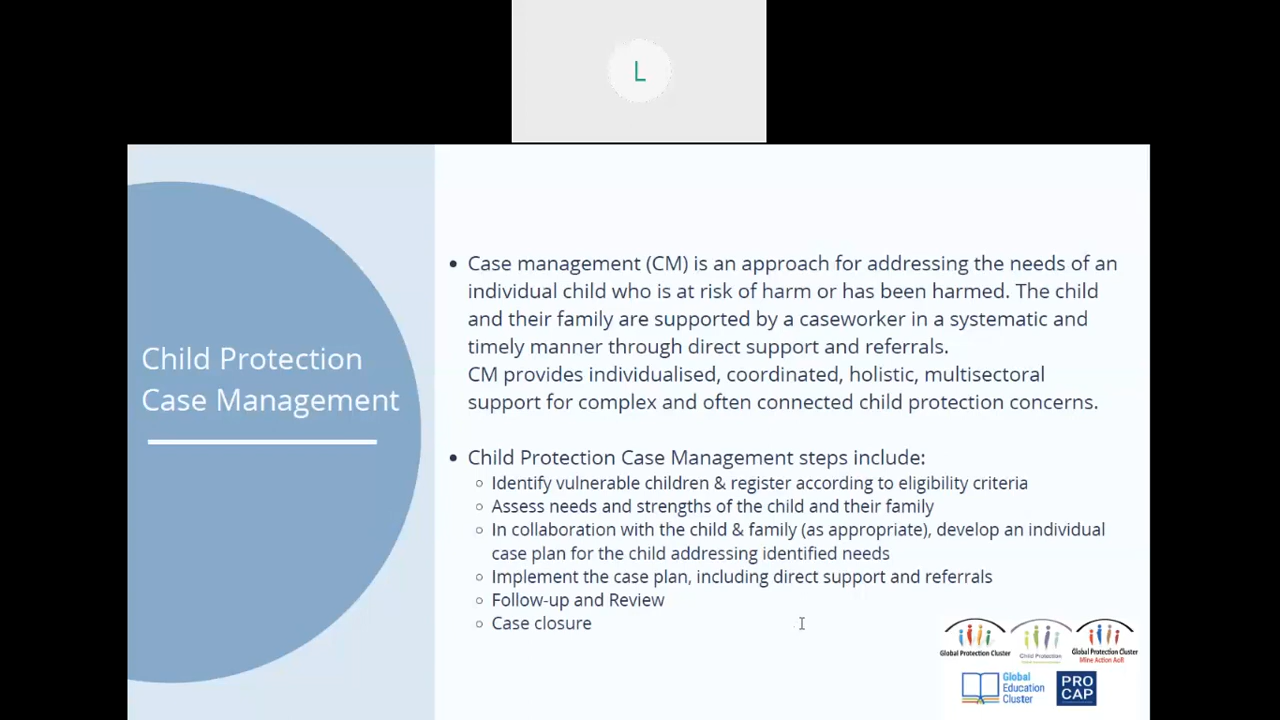 L
Child Protection
Case Management
• Case management (CM) is an approach for addressing the needs of an
individual child who is at risk of harm or has been harmed. The child
and their family are supported by a caseworker in a systematic and
timely manner through direct support and referrals.
CM provides individualised, coordinated, holistic, multisectoral
support for complex and often connected child protection concerns.
• Child Protection Case Management steps include:
○ Identify vulnerable children & register according to eligibility criteria
○ Assess needs and strengths of the child and their family
○ In collaboration with the child & family (as appropriate), develop an individual
case plan for the child addressing identified needs
○ Implement the case plan, including direct support and referrals
○ Follow-up and Review
○ Case closure
Global Protection Cluster
Child Protection
Global Protection Cluster
Mine Action AoR
Global
Education
Cluster
PRO
CAP